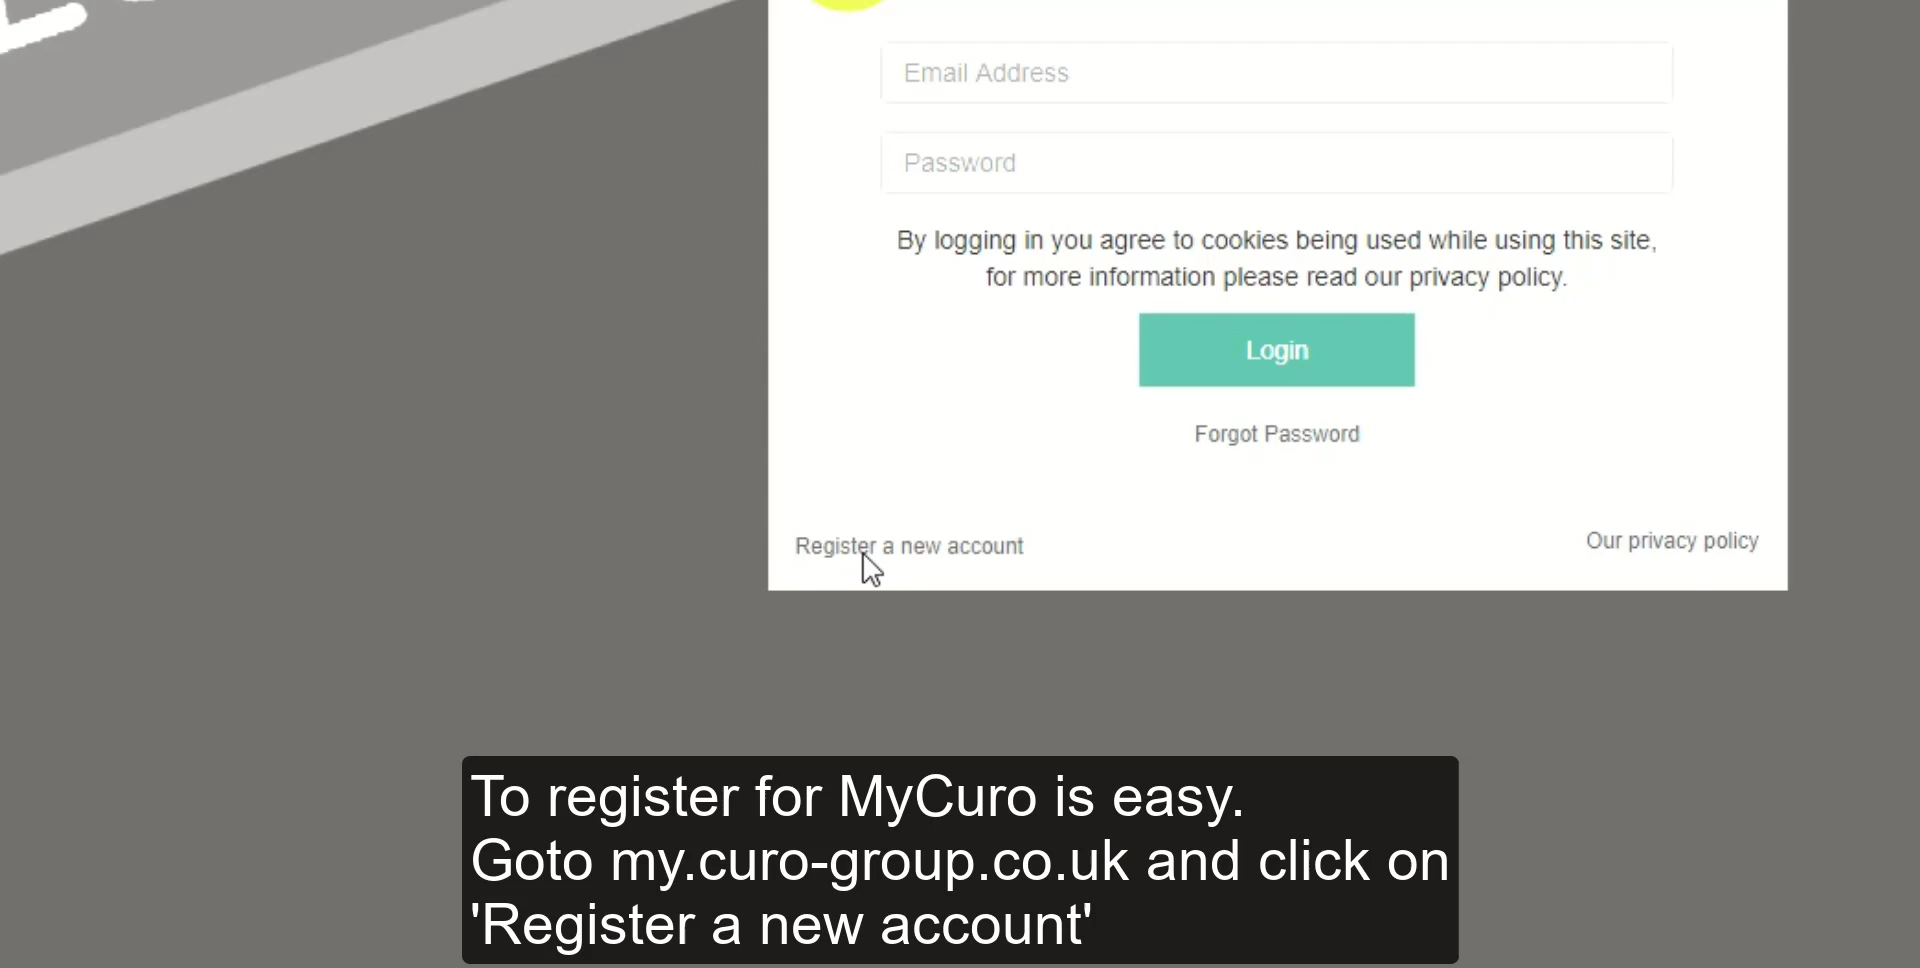 Email Address
Password
By logging in you agree to cookies being used while using this site,
for more information please read our privacy policy.
Login
Forgot Password
Register a new account
Our privacy policy
To register for MyCuro is easy.
Goto my.curo-group.co.uk and click on
'Register a new account'